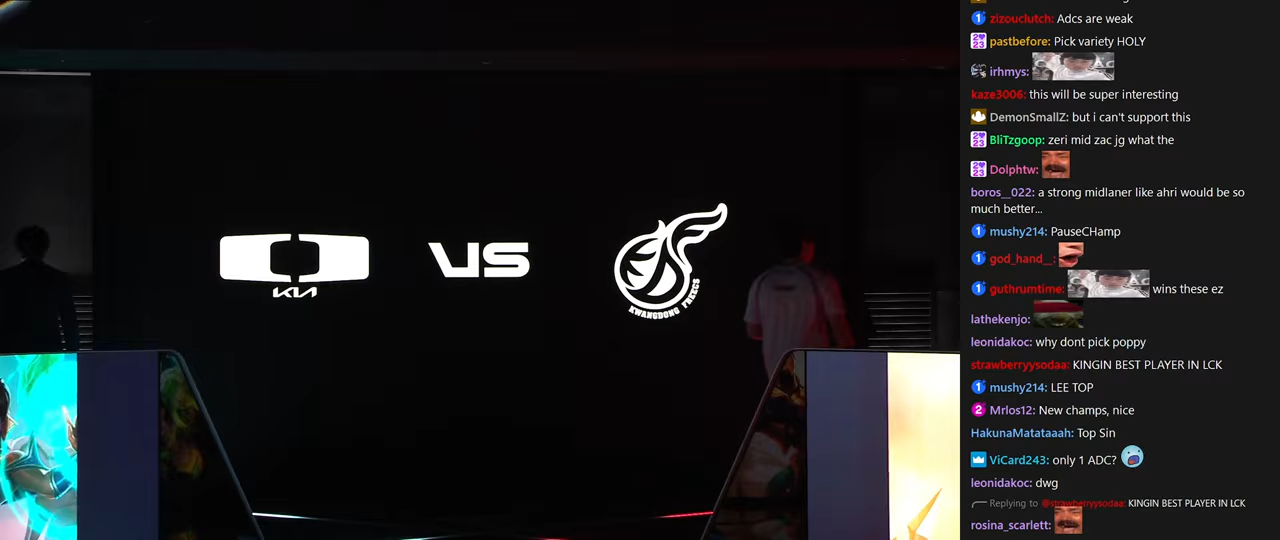 KIA
VS
KWANGDONG FREECS
zizouclutch: Adcs are weak
pastbefore: Pick variety HOLY
irhmys:
kaze3006: this will be super interesting
DemonSmallZ: but i can't support this
BliTzgoop: zeri mid zac jg what the
Dolphtw:
boros__022: a strong midlaner like ahri would be so
much better...
mushy214: PauseCHamp
god_hand__:
guthrumtime: wins these ez
lathekenjo:
leonidakoc: why dont pick poppy
strawberryysodaa: KINGIN BEST PLAYER IN LCK
mushy214: LEE TOP
Mrlos12: New champs, nice
HakunaMatataaah: Top Sin
ViCard243: only 1 ADC?
leonidakoc: dwg
Replying to @strawberryysodaa: KINGIN BEST PLAYER IN LCK
rosina_scarlett: